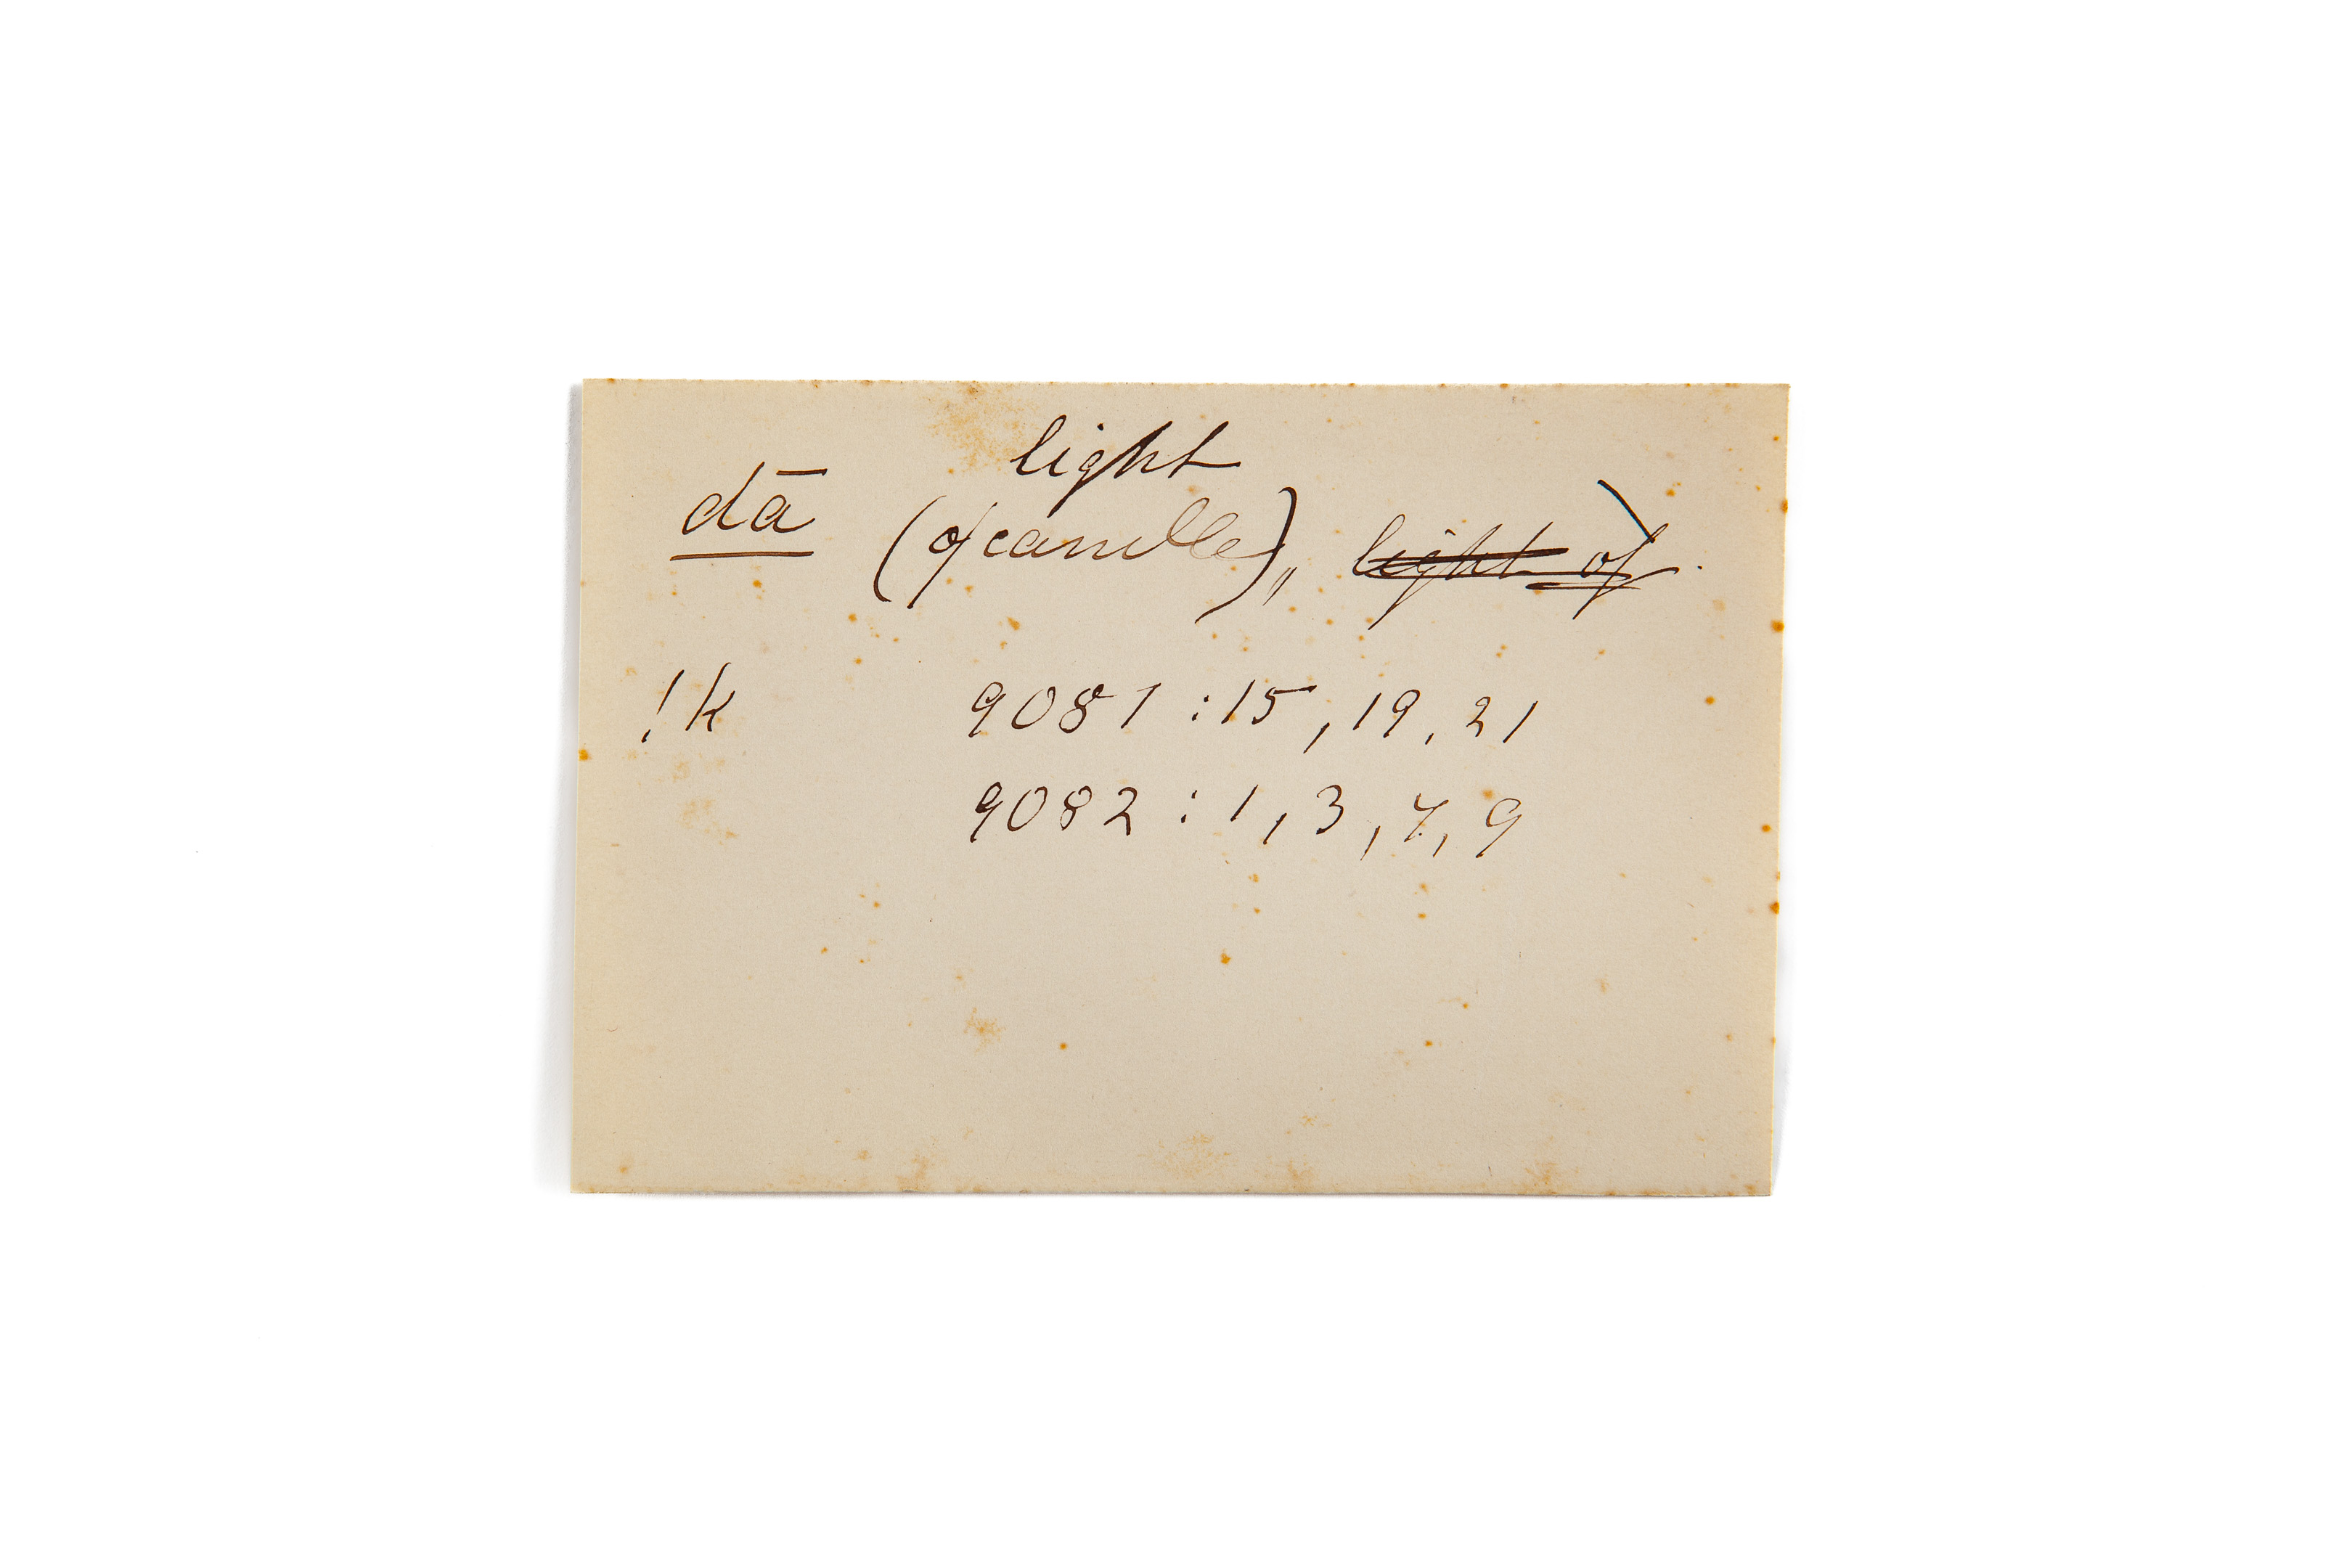 light
dā (of candle),, light of.
!k 9081 : 15, 19, 21
9082 : 1, 3, 7, 9